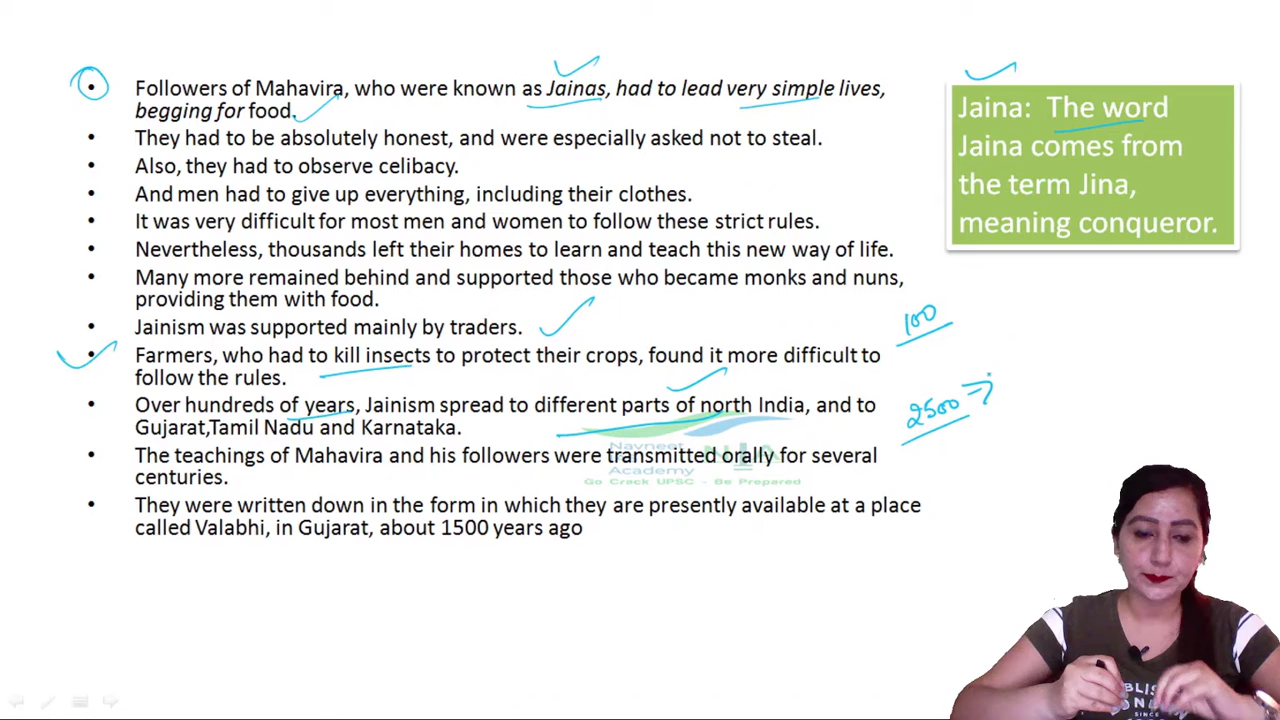 • Followers of Mahavira, who were known as Jainas, had to lead very simple lives,
begging for food.
• They had to be absolutely honest, and were especially asked not to steal.
• Also, they had to observe celibacy.
• And men had to give up everything, including their clothes.
• It was very difficult for most men and women to follow these strict rules.
• Nevertheless, thousands left their homes to learn and teach this new way of life.
• Many more remained behind and supported those who became monks and nuns,
providing them with food.
• Jainism was supported mainly by traders.
• Farmers, who had to kill insects to protect their crops, found it more difficult to
follow the rules.
• Over hundreds of years, Jainism spread to different parts of north India, and to
Gujarat,Tamil Nadu and Karnataka.
• The teachings of Mahavira and his followers were transmitted orally for several
centuries.
• They were written down in the form in which they are presently available at a place
called Valabhi, in Gujarat, about 1500 years ago
Jaina: The word
Jaina comes from
the term Jina,
meaning conqueror.
100
2500 →
Navneet
Academy
Go Crack UPSC - Be Prepared